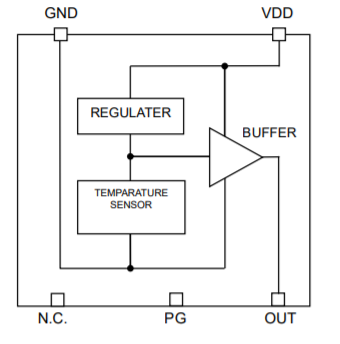 GND
VDD
REGULATER
BUFFER
TEMPARATURE
SENSOR
N.C.
PG
OUT